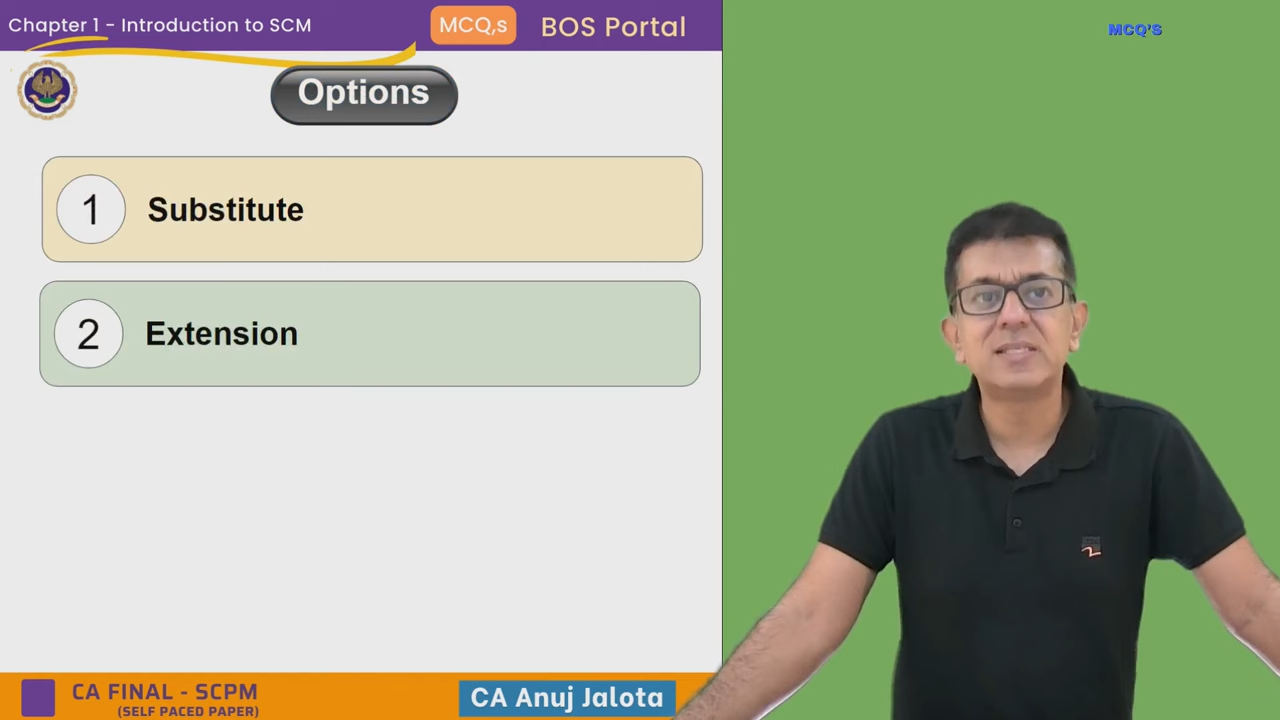 Chapter 1 - Introduction to SCM
MCQ,s
BOS Portal
MCQ'S
Options
1 Substitute
2 Extension
CA FINAL - SCPM
(SELF PACED PAPER)
CA Anuj Jalota